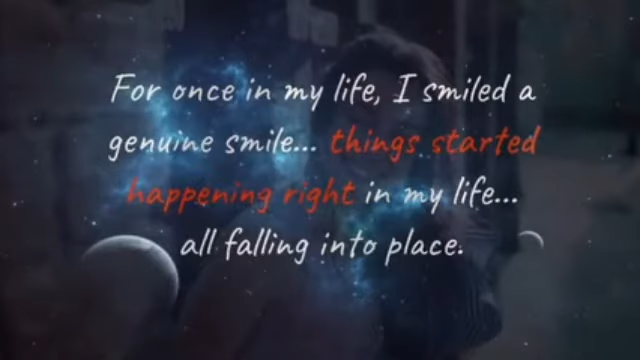 For once in my life, I smiled a
genuine smile... things started
happening right in my life...
all falling into place.